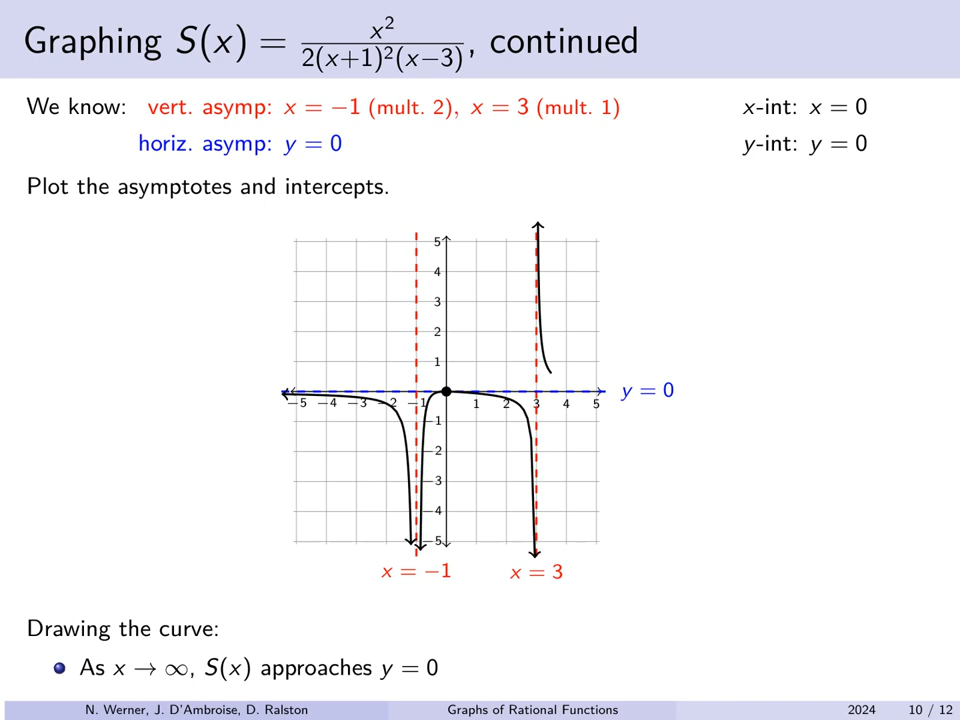 Graphing S(x) = x²/(2(x+1)²(x−3)), continued
We know: vert. asymp: x = −1 (mult. 2), x = 3 (mult. 1) x-int: x = 0
horiz. asymp: y = 0 y-int: y = 0
Plot the asymptotes and intercepts.
5
4
3
2
1
−5 −4 −3 −2 −1 1 2 3 4 5 y = 0
−1
−2
−3
−4
−5
x = −1 x = 3
Drawing the curve:
As x → ∞, S(x) approaches y = 0
N. Werner, J. D'Ambroise, D. Ralston Graphs of Rational Functions 2024 10 / 12